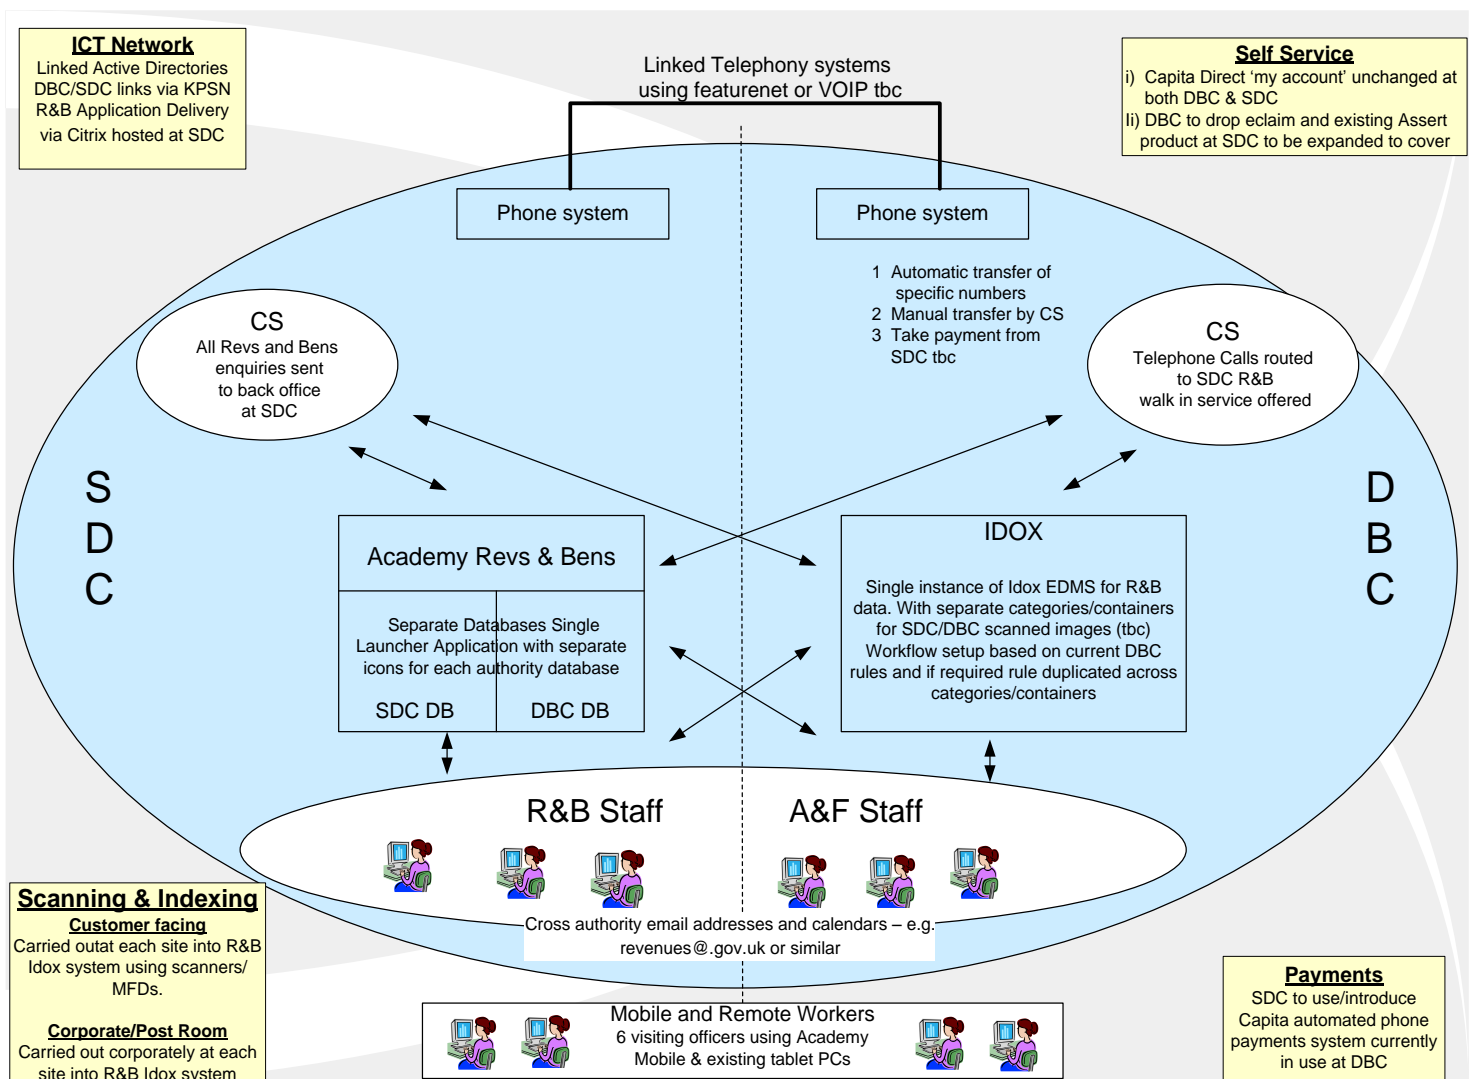 ICT Network
Linked Active Directories
DBC/SDC links via KPSN
R&B Application Delivery
via Citrix hosted at SDC
Linked Telephony systems
using featurenet or VOIP tbc
Self Service
i) Capita Direct ‘my account’ unchanged at
both DBC & SDC
Ii) DBC to drop eclaim and existing Assert
product at SDC to be expanded to cover
Phone system
Phone system
1 Automatic transfer of
specific numbers
2 Manual transfer by CS
3 Take payment from
SDC tbc
CS
All Revs and Bens
enquiries sent
to back office
at SDC
CS
Telephone Calls routed
to SDC R&B
walk in service offered
S
D
C
D
B
C
Academy Revs & Bens
Separate Databases Single
Launcher Application with separate
icons for each authority database
SDC DB
DBC DB
IDOX
Single instance of Idox EDMS for R&B
data. With separate categories/containers
for SDC/DBC scanned images (tbc)
Workflow setup based on current DBC
rules and if required rule duplicated across
categories/containers
R&B Staff
A&F Staff
Cross authority email addresses and calendars – e.g.
revenues@.gov.uk or similar
Scanning & Indexing
Customer facing
Carried outat each site into R&B
Idox system using scanners/
MFDs.
Corporate/Post Room
Carried out corporately at each
site into R&B Idox system
Mobile and Remote Workers
6 visiting officers using Academy
Mobile & existing tablet PCs
Payments
SDC to use/introduce
Capita automated phone
payments system currently
in use at DBC